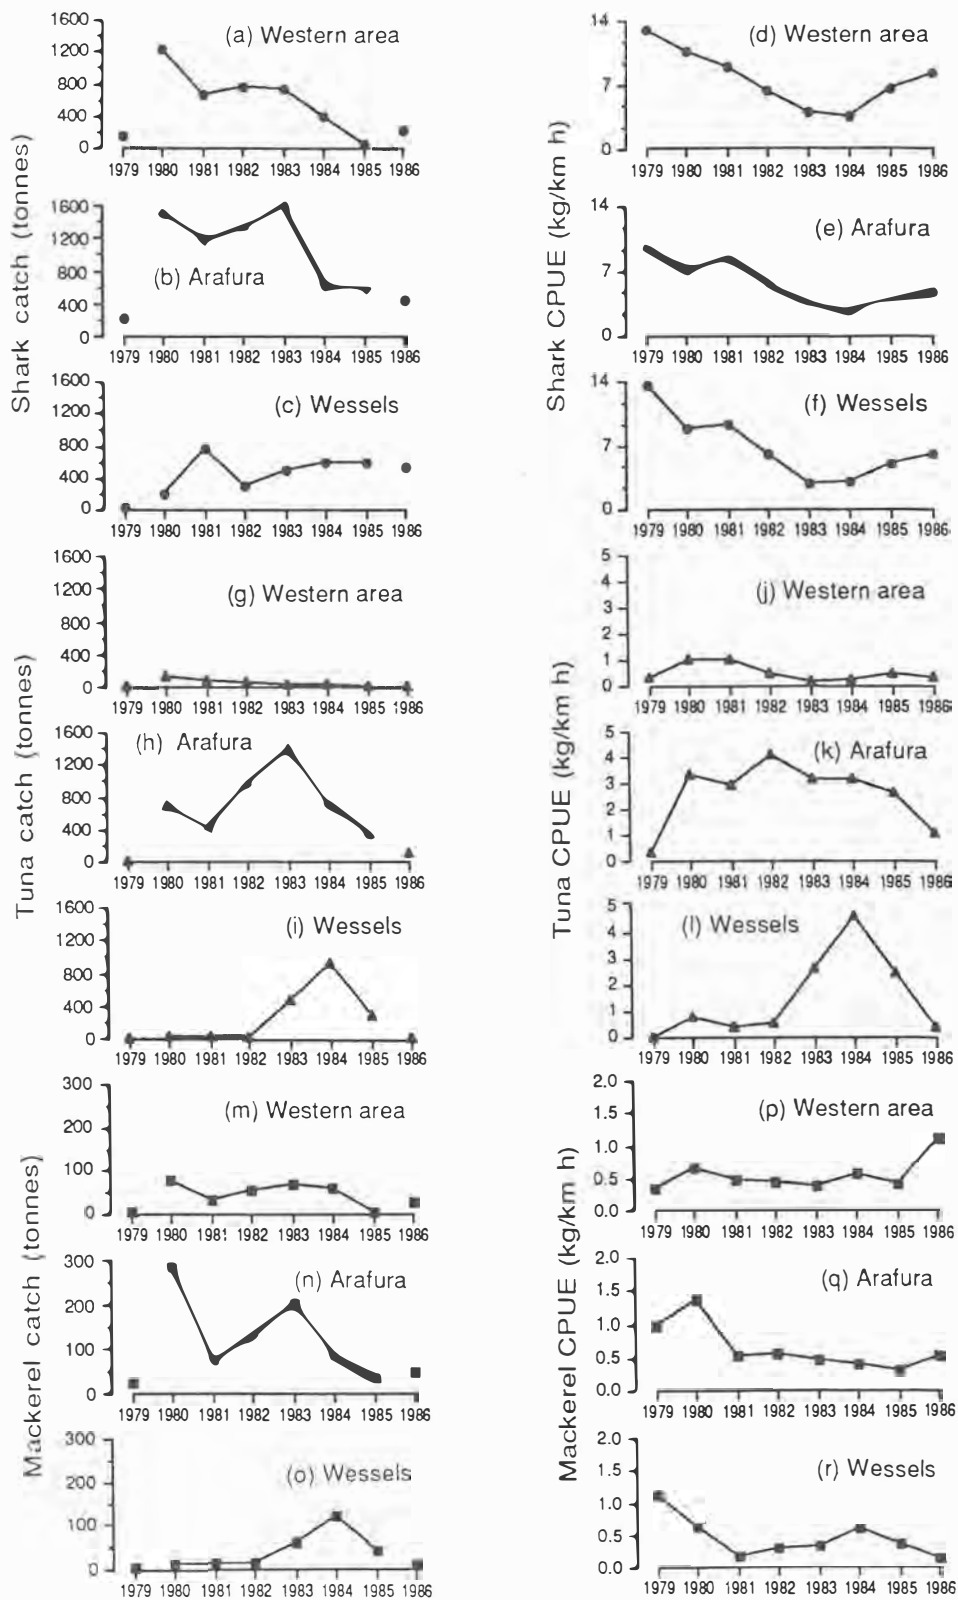 Shark catch (tonnes)
(a) Western area
1600
1200
800
400
0
1979 1980 1981 1982 1983 1984 1985 1986
(b) Arafura
1600
1200
800
400
0
1979 1980 1981 1982 1983 1984 1985 1986
(c) Wessels
1600
1200
800
400
0
1979 1980 1981 1982 1983 1984 1985 1986
Tuna catch (tonnes)
(g) Western area
1600
1200
800
400
0
1979 1980 1981 1982 1983 1984 1985 1986
(h) Arafura
1600
1200
800
400
0
1979 1980 1981 1982 1983 1984 1985 1986
(i) Wessels
1600
1200
800
400
0
1979 1980 1981 1982 1983 1984 1985 1986
Mackerel catch (tonnes)
(m) Western area
300
200
100
0
1979 1980 1981 1982 1983 1984 1985 1986
(n) Arafura
300
200
100
0
1979 1980 1981 1982 1983 1984 1985 1986
(o) Wessels
300
200
100
0
1979 1980 1981 1982 1983 1984 1985 1986
Shark CPUE (kg/km h)
(d) Western area
14
7
0
1979 1980 1981 1982 1983 1984 1985 1986
(e) Arafura
14
7
0
1979 1980 1981 1982 1983 1984 1985 1986
(f) Wessels
14
7
0
1979 1980 1981 1982 1983 1984 1985 1986
Tuna CPUE (kg/km h)
(j) Western area
5
4
3
2
1
0
1979 1980 1981 1982 1983 1984 1985 1986
(k) Arafura
5
4
3
2
1
0
1979 1980 1981 1982 1983 1984 1985 1986
(l) Wessels
5
4
3
2
1
0
1979 1980 1981 1982 1983 1984 1985 1986
Mackerel CPUE (kg/km h)
(p) Western area
2.0
1.5
1.0
0.5
0.0
1979 1980 1981 1982 1983 1984 1985 1986
(q) Arafura
2.0
1.5
1.0
0.5
0.0
1979 1980 1981 1982 1983 1984 1985 1986
(r) Wessels
2.0
1.5
1.0
0.5
0.0
1979 1980 1981 1982 1983 1984 1985 1986